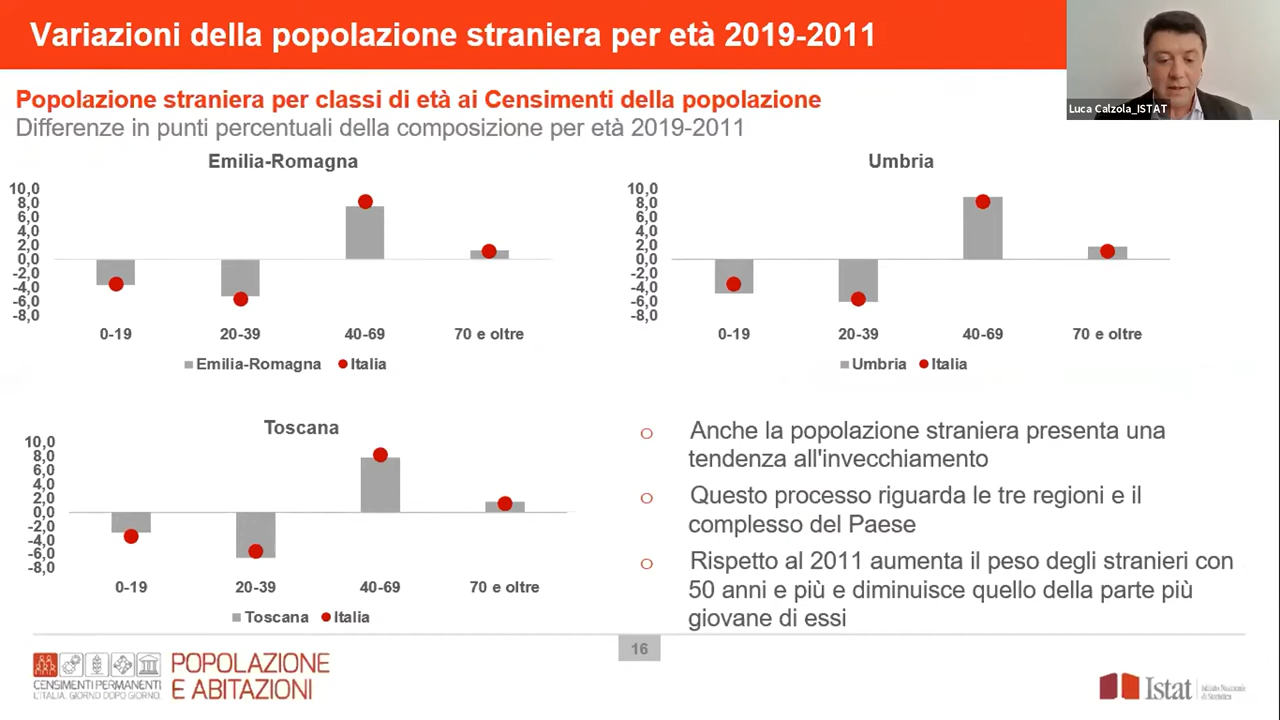 Variazioni della popolazione straniera per età 2019-2011
Luca Calzola_ISTAT
Popolazione straniera per classi di età ai Censimenti della popolazione
Differenze in punti percentuali della composizione per età 2019-2011
Emilia-Romagna
10,0
8,0
6,0
4,0
2,0
0,0
-2,0
-4,0
-6,0
-8,0
0-19 20-39 40-69 70 e oltre
Emilia-Romagna Italia
Umbria
10,0
8,0
6,0
4,0
2,0
0,0
-2,0
-4,0
-6,0
-8,0
0-19 20-39 40-69 70 e oltre
Umbria Italia
Toscana
10,0
8,0
6,0
4,0
2,0
0,0
-2,0
-4,0
-6,0
-8,0
0-19 20-39 40-69 70 e oltre
Toscana Italia
o Anche la popolazione straniera presenta una
tendenza all'invecchiamento
o Questo processo riguarda le tre regioni e il
complesso del Paese
o Rispetto al 2011 aumenta il peso degli stranieri con
50 anni e più e diminuisce quello della parte più
giovane di essi
16
CENSIMENTI PERMANENTI
L'ITALIA, GIORNO DOPO GIORNO.
POPOLAZIONE
E ABITAZIONI
Istat
Istituto Nazionale
di Statistica